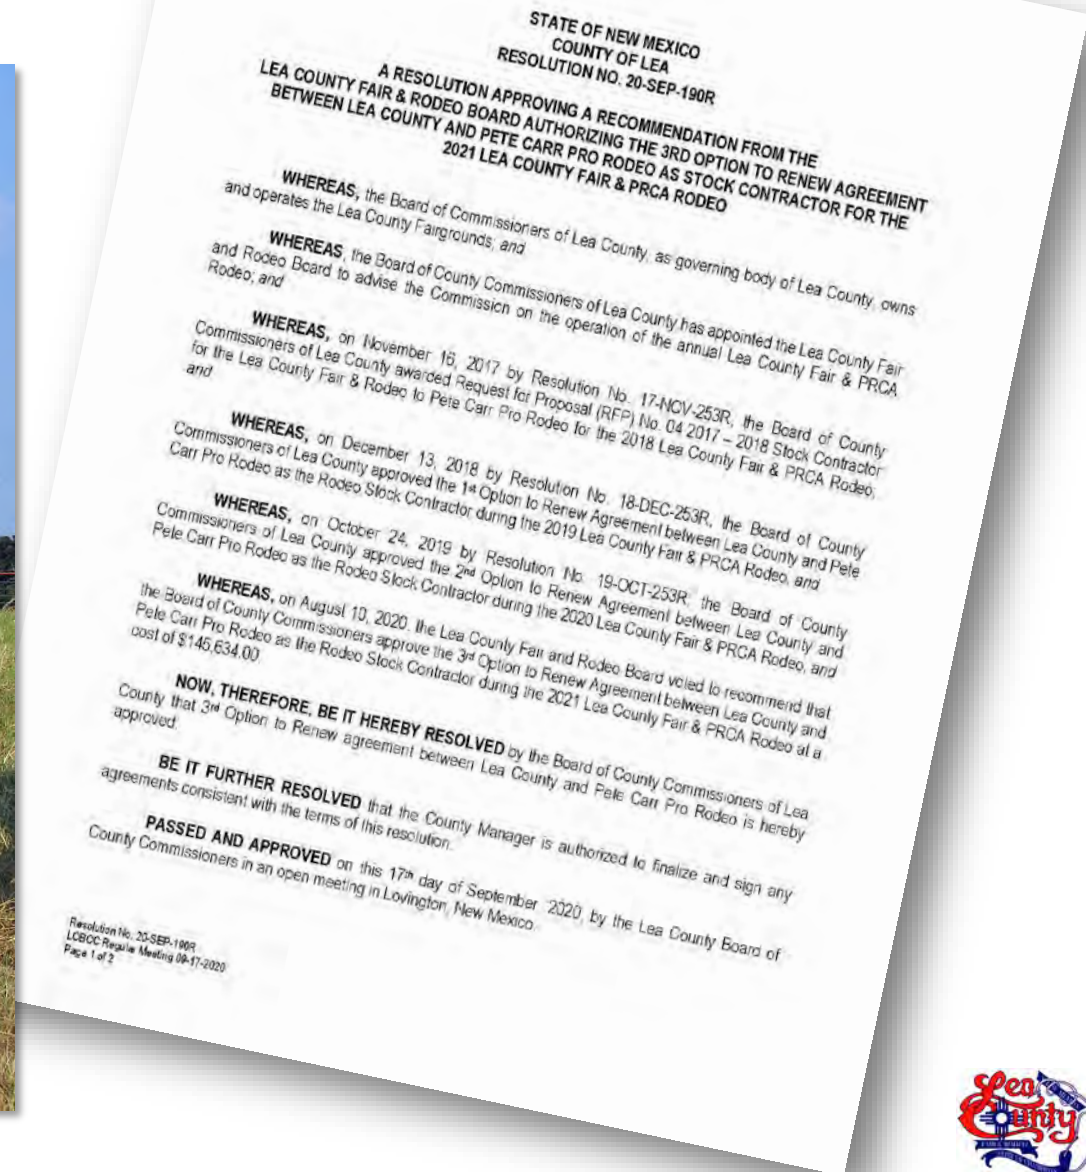 STATE OF NEW MEXICO
COUNTY OF LEA
RESOLUTION NO. 20-SEP-190R
A RESOLUTION APPROVING A RECOMMENDATION FROM THE
LEA COUNTY FAIR & RODEO BOARD AUTHORIZING THE 3RD OPTION TO RENEW AGREEMENT
BETWEEN LEA COUNTY AND PETE CARR PRO RODEO AS STOCK CONTRACTOR FOR THE
2021 LEA COUNTY FAIR & PRCA RODEO
WHEREAS, the Board of Commissioners of Lea County, as governing body of Lea County, owns
and operates the Lea County Fairgrounds; and
WHEREAS, the Board of County Commissioners of Lea County has appointed the Lea County Fair
and Rodeo Board to advise the Commission on the operation of the annual Lea County Fair & PRCA
Rodeo; and
WHEREAS, on November 16, 2017 by Resolution No. 17-NOV-253R, the Board of County
Commissioners of Lea County awarded Request for Proposal (RFP) No. 04 2017 – 2018 Stock Contractor
for the Lea County Fair & Rodeo to Pete Carr Pro Rodeo for the 2018 Lea County Fair & PRCA Rodeo;
and
WHEREAS, on December 13, 2018 by Resolution No. 18-DEC-253R, the Board of County
Commissioners of Lea County approved the 1st Option to Renew Agreement between Lea County and Pete
Carr Pro Rodeo as the Rodeo Stock Contractor during the 2019 Lea County Fair & PRCA Rodeo, and
WHEREAS, on October 24, 2019 by Resolution No. 19-OCT-253R, the Board of County
Commissioners of Lea County approved the 2nd Option to Renew Agreement between Lea County and
Pete Carr Pro Rodeo as the Rodeo Stock Contractor during the 2020 Lea County Fair & PRCA Rodeo, and
WHEREAS, on August 10, 2020, the Lea County Fair and Rodeo Board voted to recommend that
the Board of County Commissioners approve the 3rd Option to Renew Agreement between Lea County and
Pete Carr Pro Rodeo as the Rodeo Stock Contractor during the 2021 Lea County Fair & PRCA Rodeo at a
cost of $145,634.00
NOW, THEREFORE, BE IT HEREBY RESOLVED by the Board of County Commissioners of Lea
County that 3rd Option to Renew agreement between Lea County and Pete Carr Pro Rodeo is hereby
approved.
BE IT FURTHER RESOLVED that the County Manager is authorized to finalize and sign any
agreements consistent with the terms of this resolution.
PASSED AND APPROVED on this 17th day of September 2020, by the Lea County Board of
County Commissioners in an open meeting in Lovington, New Mexico.
Resolution No. 20-SEP-190R
LCBCC Regular Meeting 09-17-2020
Page 1 of 2
Lea
County